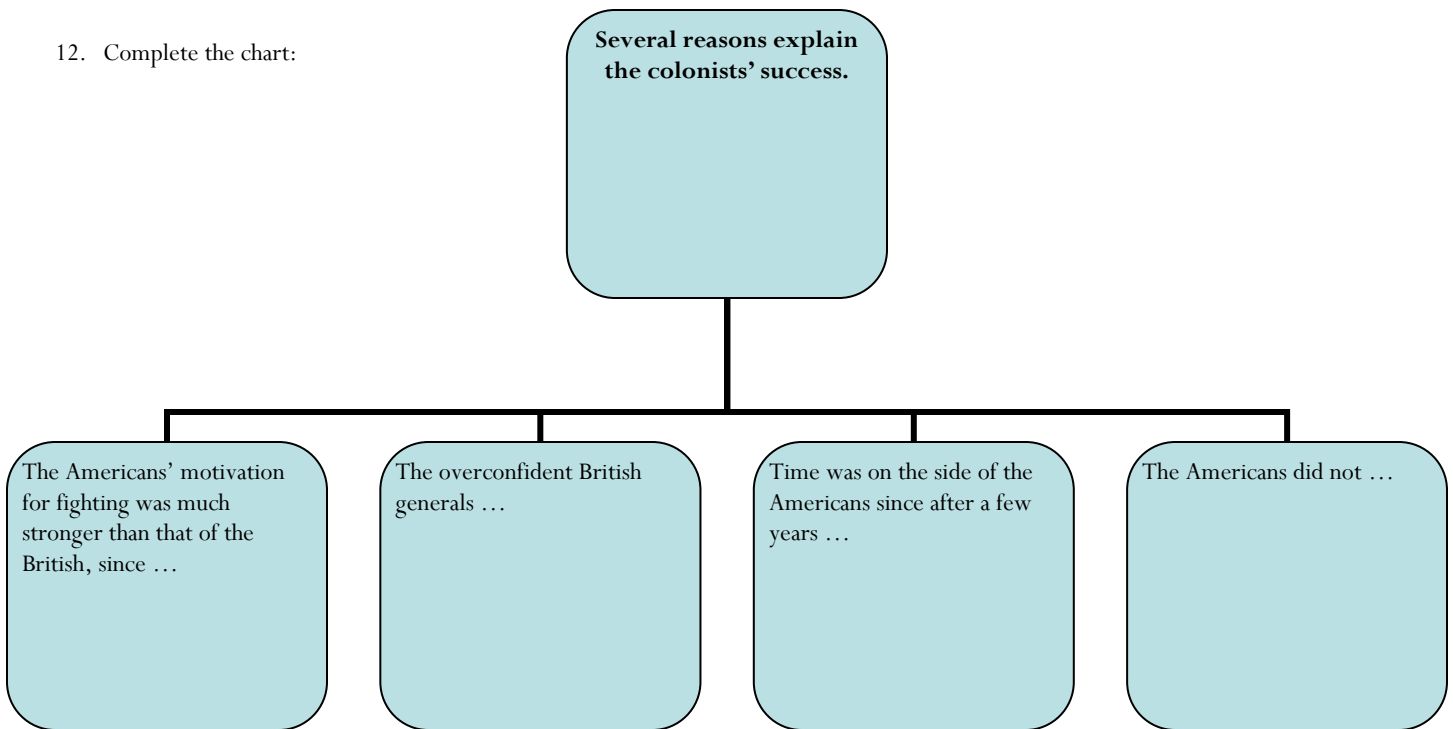 12. Complete the chart:
Several reasons explain
the colonists’ success.
The Americans’ motivation
for fighting was much
stronger than that of the
British, since …
The overconfident British
generals …
Time was on the side of the
Americans since after a few
years …
The Americans did not …